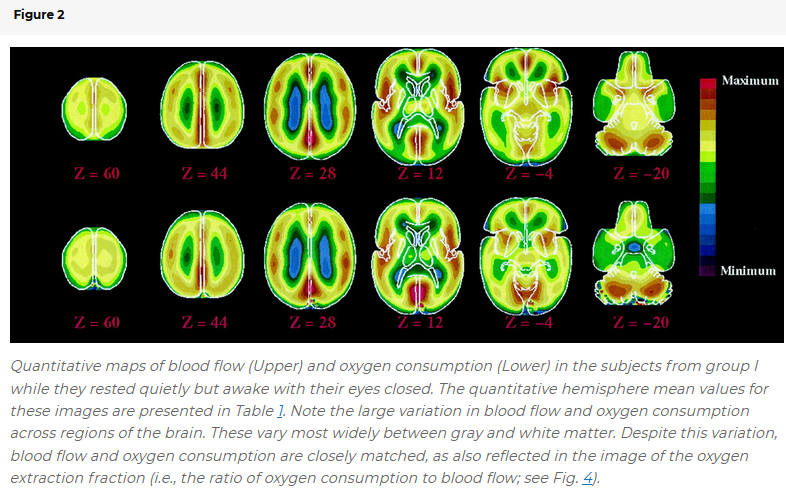 Figure 2
Maximum
Z = 60 Z = 44 Z = 28 Z = 12 Z = -4 Z = -20
Z = 60 Z = 44 Z = 28 Z = 12 Z = -4 Z = -20
Minimum
Quantitative maps of blood flow (Upper) and oxygen consumption (Lower) in the subjects from group I
while they rested quietly but awake with their eyes closed. The quantitative hemisphere mean values for
these images are presented in Table 1. Note the large variation in blood flow and oxygen consumption
across regions of the brain. These vary most widely between gray and white matter. Despite this variation,
blood flow and oxygen consumption are closely matched, as also reflected in the image of the oxygen
extraction fraction (i.e., the ratio of oxygen consumption to blood flow; see Fig. 4).